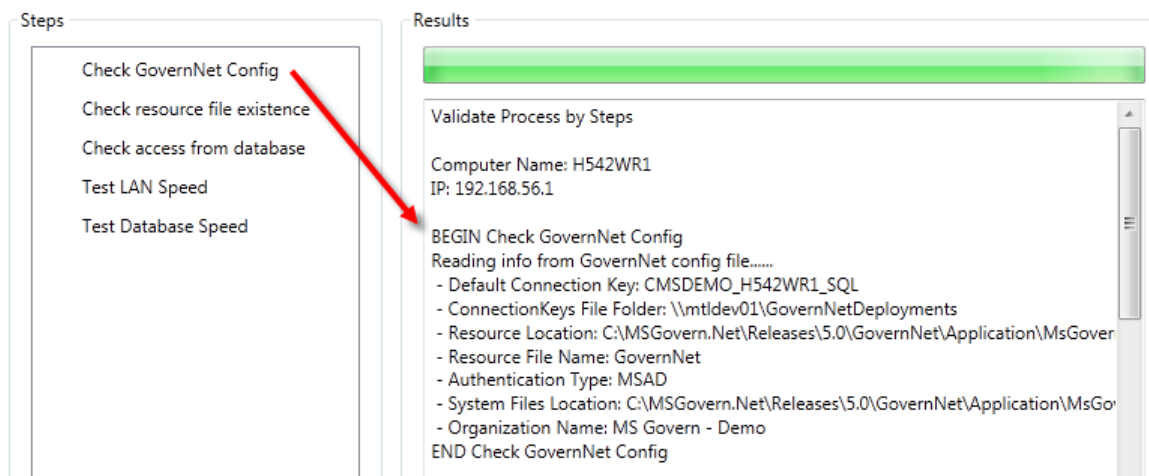 Steps
Check GovernNet Config
Check resource file existence
Check access from database
Test LAN Speed
Test Database Speed
Results
Validate Process by Steps
Computer Name: H542WR1
IP: 192.168.56.1
BEGIN Check GovernNet Config
Reading info from GovernNet config file......
- Default Connection Key: CMSDEMO_H542WR1_SQL
- ConnectionKeys File Folder: \\mtldev01\GovernNetDeployments
- Resource Location: C:\MSGovern.Net\Releases\5.0\GovernNet\Application\MsGover
- Resource File Name: GovernNet
- Authentication Type: MSAD
- System Files Location: C:\MSGovern.Net\Releases\5.0\GovernNet\Application\MsGo
- Organization Name: MS Govern - Demo
END Check GovernNet Config